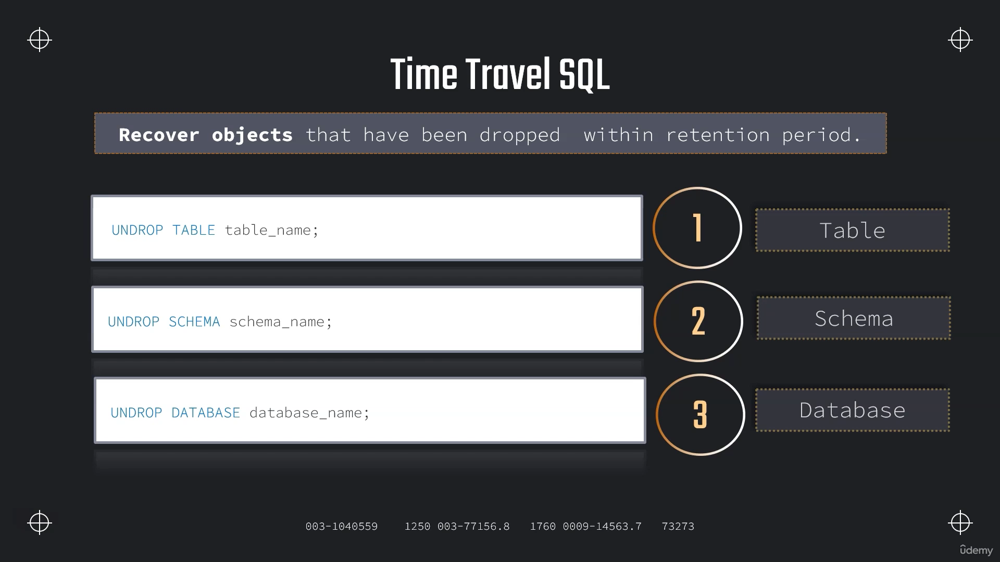 Time Travel SQL
Recover objects that have been dropped  within retention period.
UNDROP TABLE table_name;
1
Table
UNDROP SCHEMA schema_name;
2
Schema
UNDROP DATABASE database_name;
3
Database
003-1040559    1250 003-77156.8   1760 0009-14563.7   73273
ûdemy